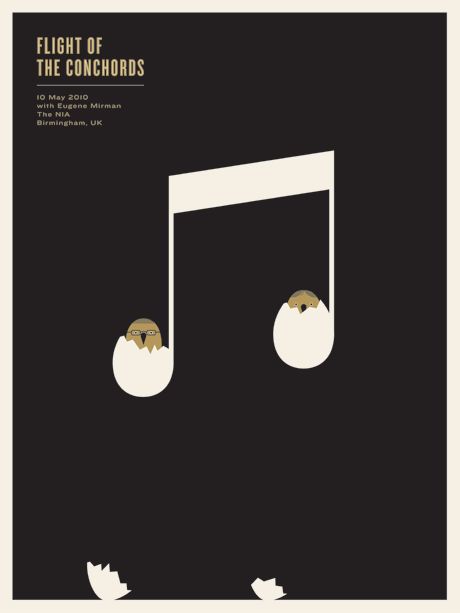 FLIGHT OF
THE CONCHORDS
10 May 2010
with Eugene Mirman
The NIA
Birmingham, UK